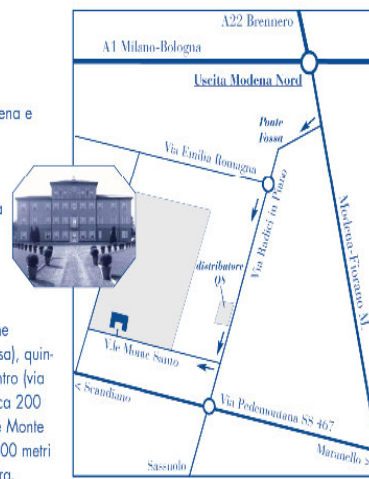 A22 Brennero
A1 Milano-Bologna
Uscita Modena Nord
ena e
Ponte
Fossa
Via Emilia Romagna
Via Radici in Piano
Modena-Fiorano M
a
distributore
Q8
ne
sa), quin-
ntro (via
ca 200
e Monte
00 metri
ra.
V.le Monte Santo
< Scandiano
Via Pedemontana SS 467
Sassuolo
Maranello >